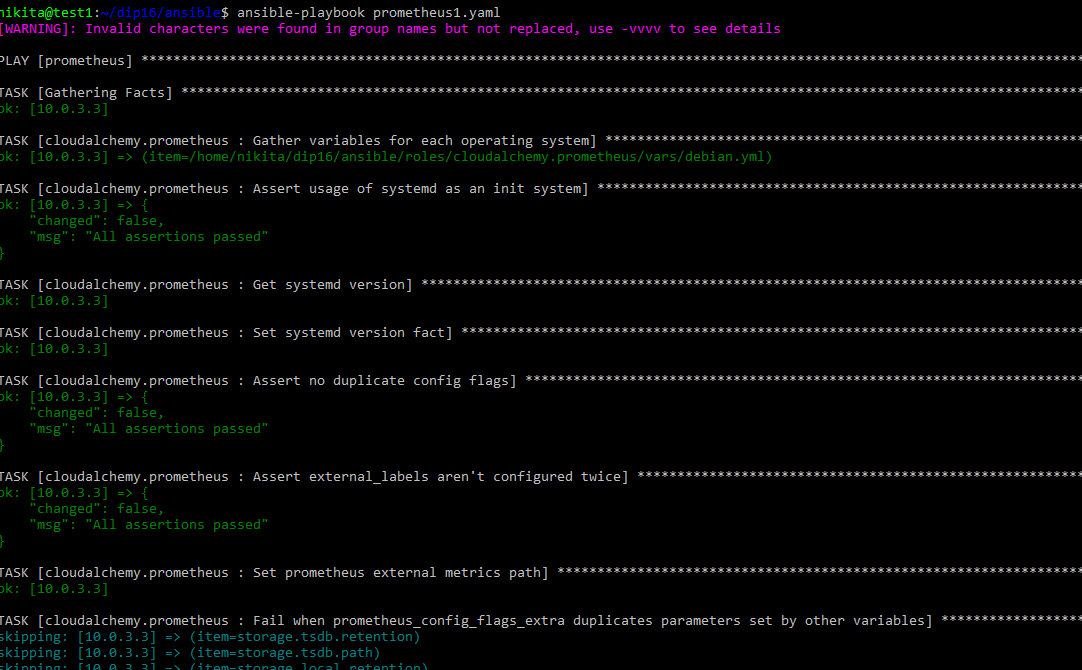 nikita@test1:~/dip16/ansible$ ansible-playbook prometheus1.yaml
[WARNING]: Invalid characters were found in group names but not replaced, use -vvvv to see details
PLAY [prometheus] **********************************************************************************************************************
TASK [Gathering Facts] *****************************************************************************************************************
ok: [10.0.3.3]
TASK [cloudalchemy.prometheus : Gather variables for each operating system] ************************************************************
ok: [10.0.3.3] => (item=/home/nikita/dip16/ansible/roles/cloudalchemy.prometheus/vars/debian.yml)
TASK [cloudalchemy.prometheus : Assert usage of systemd as an init system] *************************************************************
ok: [10.0.3.3] => {
"changed": false,
"msg": "All assertions passed"
}
TASK [cloudalchemy.prometheus : Get systemd version] ***********************************************************************************
ok: [10.0.3.3]
TASK [cloudalchemy.prometheus : Set systemd version fact] ******************************************************************************
ok: [10.0.3.3]
TASK [cloudalchemy.prometheus : Assert no duplicate config flags] **********************************************************************
ok: [10.0.3.3] => {
"changed": false,
"msg": "All assertions passed"
}
TASK [cloudalchemy.prometheus : Assert external_labels aren't configured twice] ********************************************************
ok: [10.0.3.3] => {
"changed": false,
"msg": "All assertions passed"
}
TASK [cloudalchemy.prometheus : Set prometheus external metrics path] ******************************************************************
ok: [10.0.3.3]
TASK [cloudalchemy.prometheus : Fail when prometheus_config_flags_extra duplicates parameters set by other variables] ******************
skipping: [10.0.3.3] => (item=storage.tsdb.retention)
skipping: [10.0.3.3] => (item=storage.tsdb.path)
skipping: [10.0.3.3] => (item=storage.local.retention)